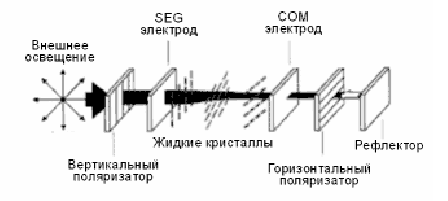 Внешнее
освещение
SEG
электрод
COM
электрод
Вертикальный
поляризатор
Жидкие кристаллы
Горизонтальный
поляризатор
Рефлектор